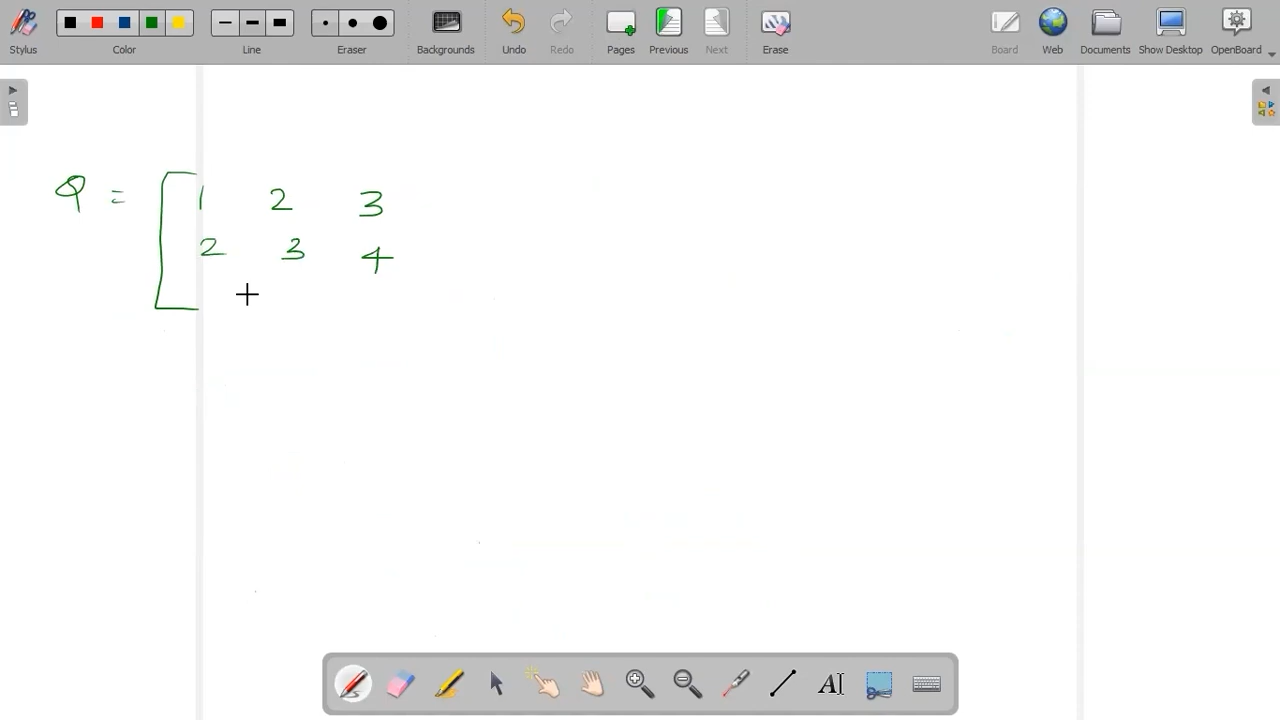 Stylus Color Line Eraser Backgrounds Undo Redo Pages Previous Next Erase Board Web Documents Show Desktop OpenBoard
Q = [ 1 2 3
2 3 4